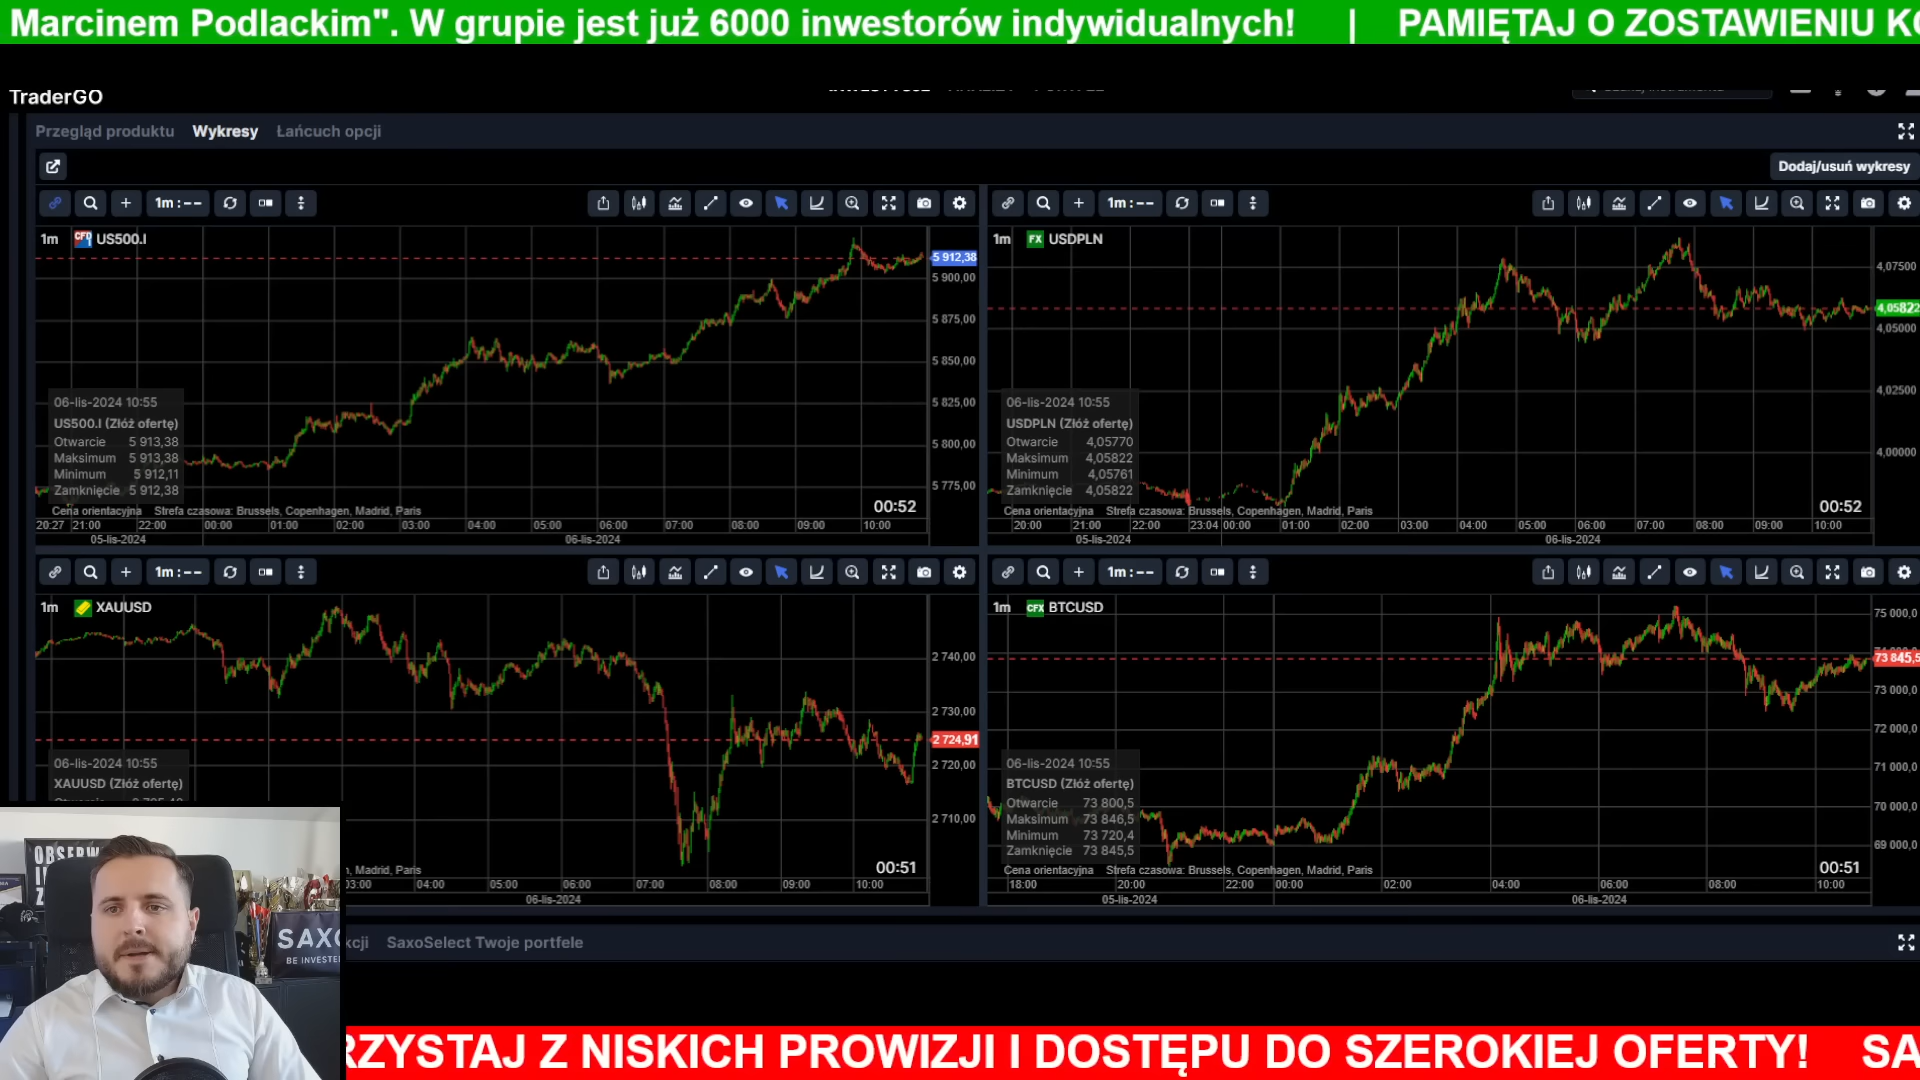 Marcinem Podlackim". W grupie jest już 6000 inwestorów indywidualnych! | PAMIĘTAJ O ZOSTAWIENIU
TraderGO
Przegląd produktu Wykresy Łańcuch opcji
Dodaj/usuń wykresy
1m : --
1m : --
1m CFD US500.I
5 912,38
5 900,00
5 875,00
5 850,00
5 825,00
5 800,00
5 775,00
06-lis-2024 10:55
US500.I (Złóż ofertę)
Otwarcie 5 913,38
Maksimum 5 913,38
Minimum 5 912,11
Zamknięcie 5 912,38
Cena orientacyjna Strefa czasowa: Brussels, Copenhagen, Madrid, Paris
00:52
20:27 21:00 22:00 00:00 01:00 02:00 03:00 04:00 05:00 06:00 07:00 08:00 09:00 10:00
05-lis-2024 06-lis-2024
1m FX USDPLN
4,07500
4,05822
4,05000
4,02500
4,00000
06-lis-2024 10:55
USDPLN (Złóż ofertę)
Otwarcie 4,05770
Maksimum 4,05822
Minimum 4,05761
Zamknięcie 4,05822
Cena orientacyjna Strefa czasowa: Brussels, Copenhagen, Madrid, Paris
00:52
20:00 21:00 22:00 23:04 00:00 01:00 02:00 03:00 04:00 05:00 06:00 07:00 08:00 09:00 10:00
05-lis-2024 06-lis-2024
1m : --
1m : --
1m XAUUSD
2 740,00
2 730,00
2 724,91
2 720,00
2 710,00
06-lis-2024 10:55
XAUUSD (Złóż ofertę)
Madrid, Paris
00:51
03:00 04:00 05:00 06:00 07:00 08:00 09:00 10:00
06-lis-2024
1m CFX BTCUSD
75 000,0
73 845,5
73 000,0
72 000,0
71 000,0
70 000,0
69 000,0
06-lis-2024 10:55
BTCUSD (Złóż ofertę)
Otwarcie 73 800,5
Maksimum 73 846,5
Minimum 73 720,4
Zamknięcie 73 845,5
Cena orientacyjna Strefa czasowa: Brussels, Copenhagen, Madrid, Paris
00:51
18:00 20:00 22:00 00:00 02:00 04:00 06:00 08:00 10:00
05-lis-2024 06-lis-2024
kcji SaxoSelect Twoje portfele
OBSERW
SAXO
BE INVESTED
RZYSTAJ Z NISKICH PROWIZJI I DOSTĘPU DO SZEROKIEJ OFERTY! SA